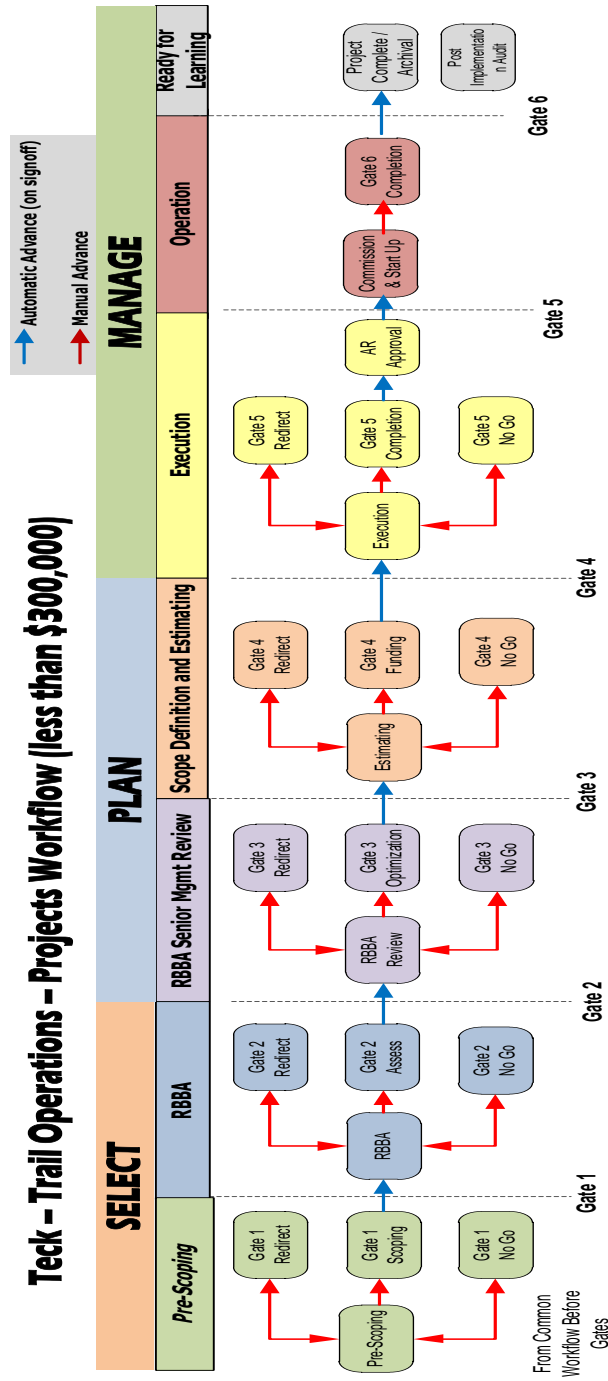 Teck – Trail Operations – Projects Workflow (less than $300,000)
Automatic Advance (on signoff)
Manual Advance
SELECT
PLAN
MANAGE
Pre-Scoping
RBBA
RBBA Senior Mgmt Review
Scope Definition and Estimating
Execution
Operation
Ready for
Learning
Gate 1
Redirect
Gate 2
Redirect
Gate 3
Redirect
Gate 4
Redirect
Gate 5
Redirect
Pre-Scoping
Gate 1
Scoping
RBBA
Gate 2
Assess
RBBA
Review
Gate 3
Optimization
Estimating
Gate 4
Funding
Execution
Gate 5
Completion
AR
Approval
Commission
& Start Up
Gate 6
Completion
Project
Complete /
Archival
Gate 1
No Go
Gate 2
No Go
Gate 3
No Go
Gate 4
No Go
Gate 5
No Go
Post
Implementatio
n Audit
From Common
Workflow Before
Gates
Gate 1
Gate 2
Gate 3
Gate 4
Gate 5
Gate 6